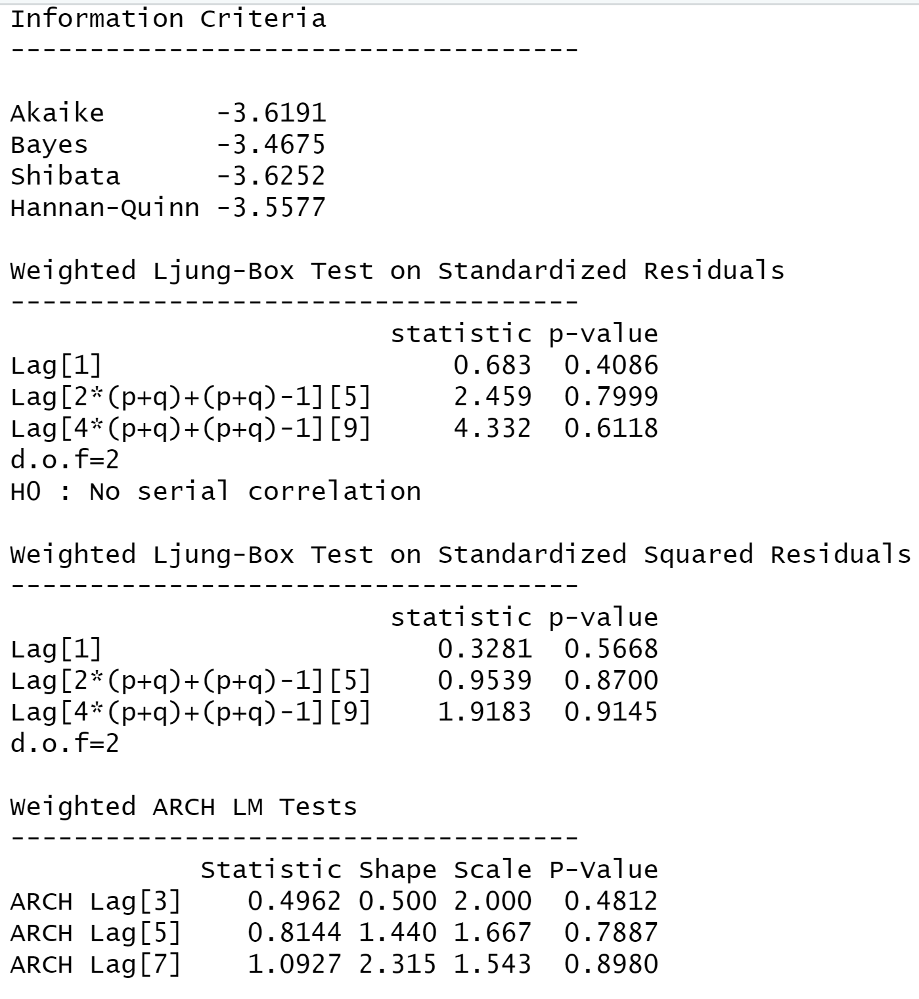 Information Criteria
------------------------------------
Akaike       -3.6191
Bayes        -3.4675
Shibata      -3.6252
Hannan-Quinn -3.5577
Weighted Ljung-Box Test on Standardized Residuals
------------------------------------
                        statistic p-value
Lag[1]                      0.683  0.4086
Lag[2*(p+q)+(p+q)-1][5]     2.459  0.7999
Lag[4*(p+q)+(p+q)-1][9]     4.332  0.6118
d.o.f=2
H0 : No serial correlation
Weighted Ljung-Box Test on Standardized Squared Residuals
------------------------------------
                        statistic p-value
Lag[1]                     0.3281  0.5668
Lag[2*(p+q)+(p+q)-1][5]    0.9539  0.8700
Lag[4*(p+q)+(p+q)-1][9]    1.9183  0.9145
d.o.f=2
Weighted ARCH LM Tests
------------------------------------
            Statistic Shape Scale P-Value
ARCH Lag[3]    0.4962 0.500 2.000  0.4812
ARCH Lag[5]    0.8144 1.440 1.667  0.7887
ARCH Lag[7]    1.0927 2.315 1.543  0.8980